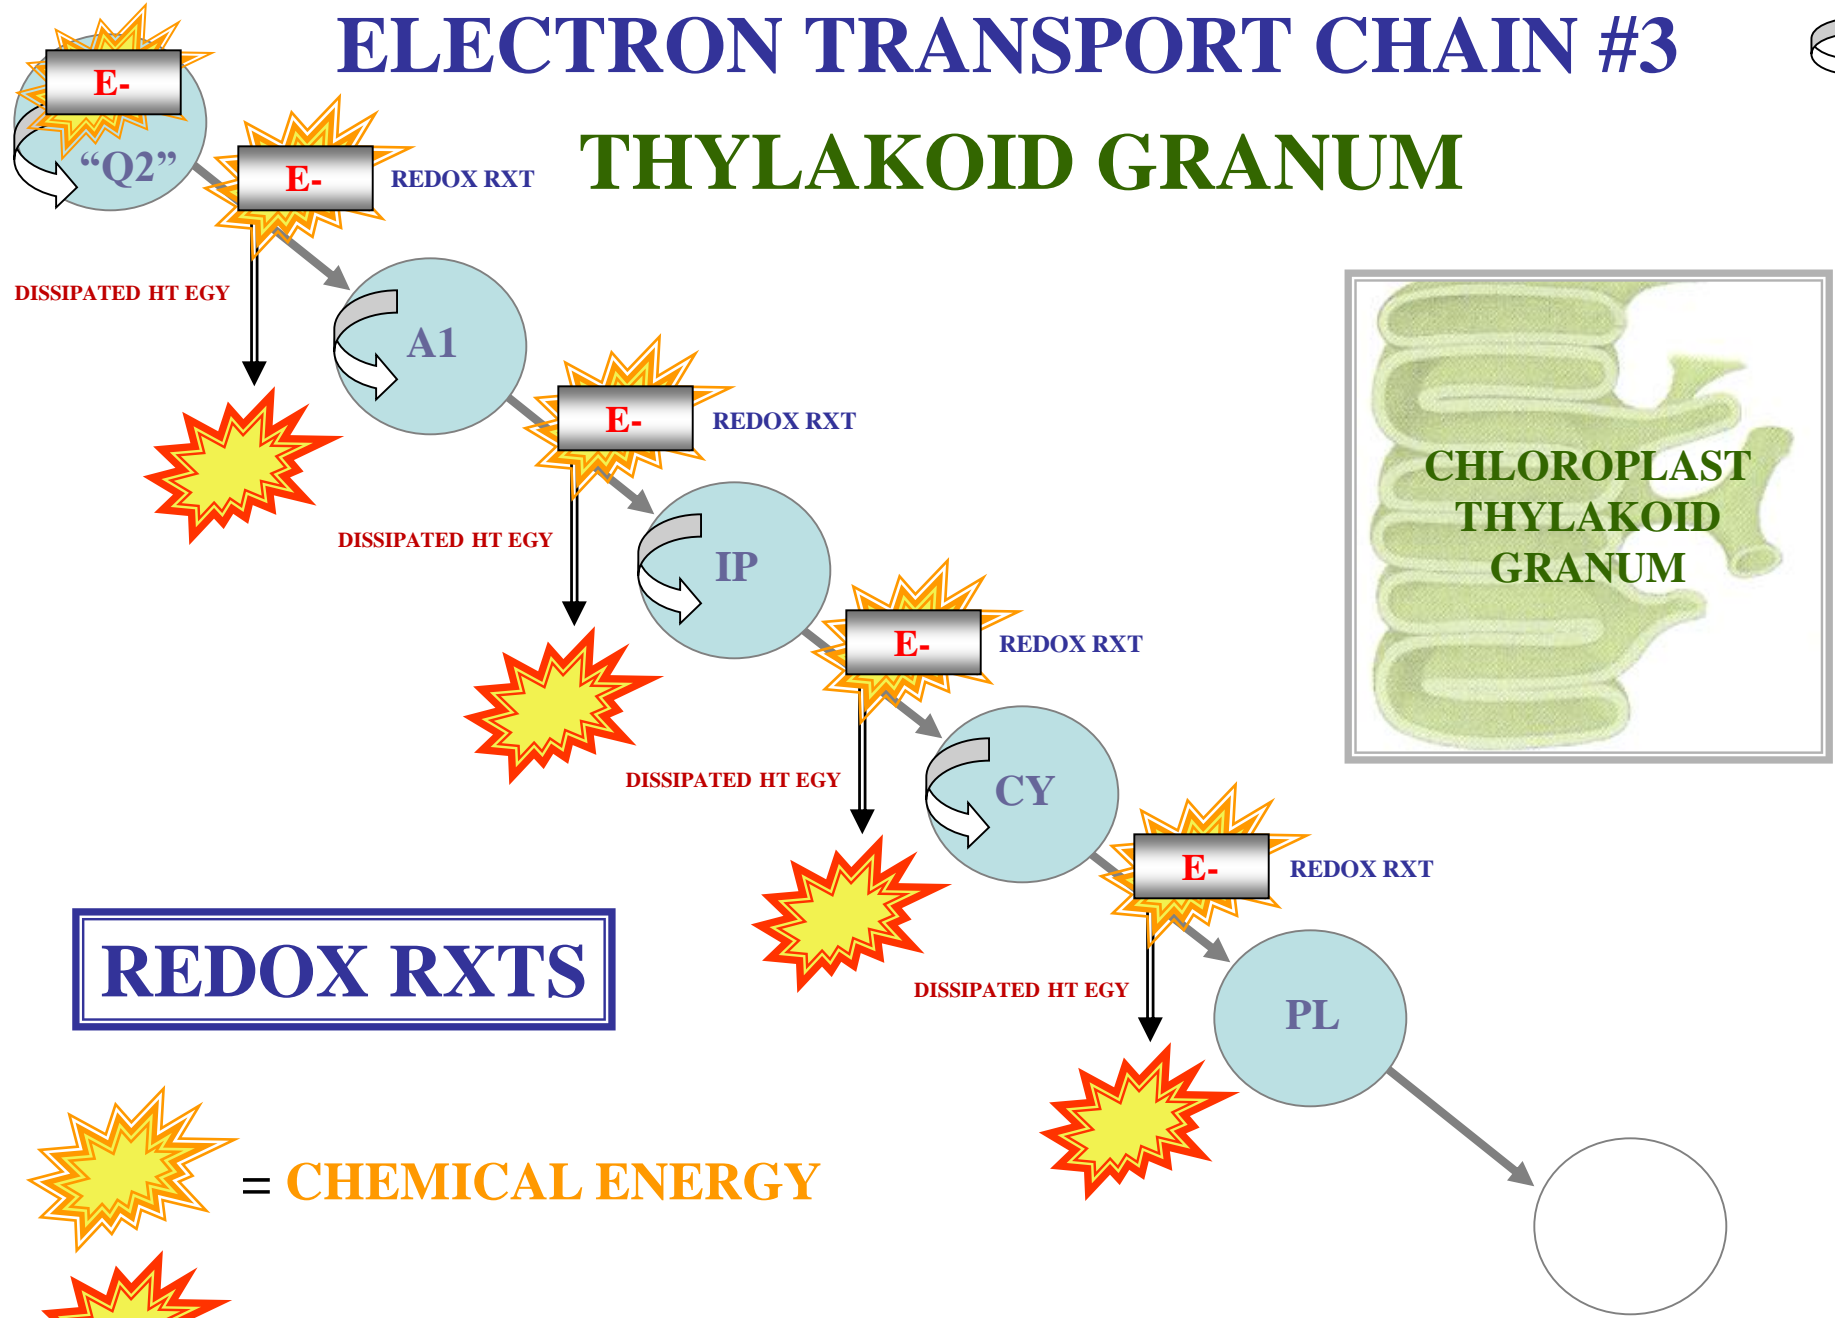 ELECTRON TRANSPORT CHAIN #3
THYLAKOID GRANUM
E-
“Q2”
E-
REDOX RXT
DISSIPATED HT EGY
A1
E-
REDOX RXT
DISSIPATED HT EGY
IP
E-
REDOX RXT
DISSIPATED HT EGY
CY
E-
REDOX RXT
DISSIPATED HT EGY
PL
CHLOROPLAST
THYLAKOID
GRANUM
REDOX RXTS
= CHEMICAL ENERGY